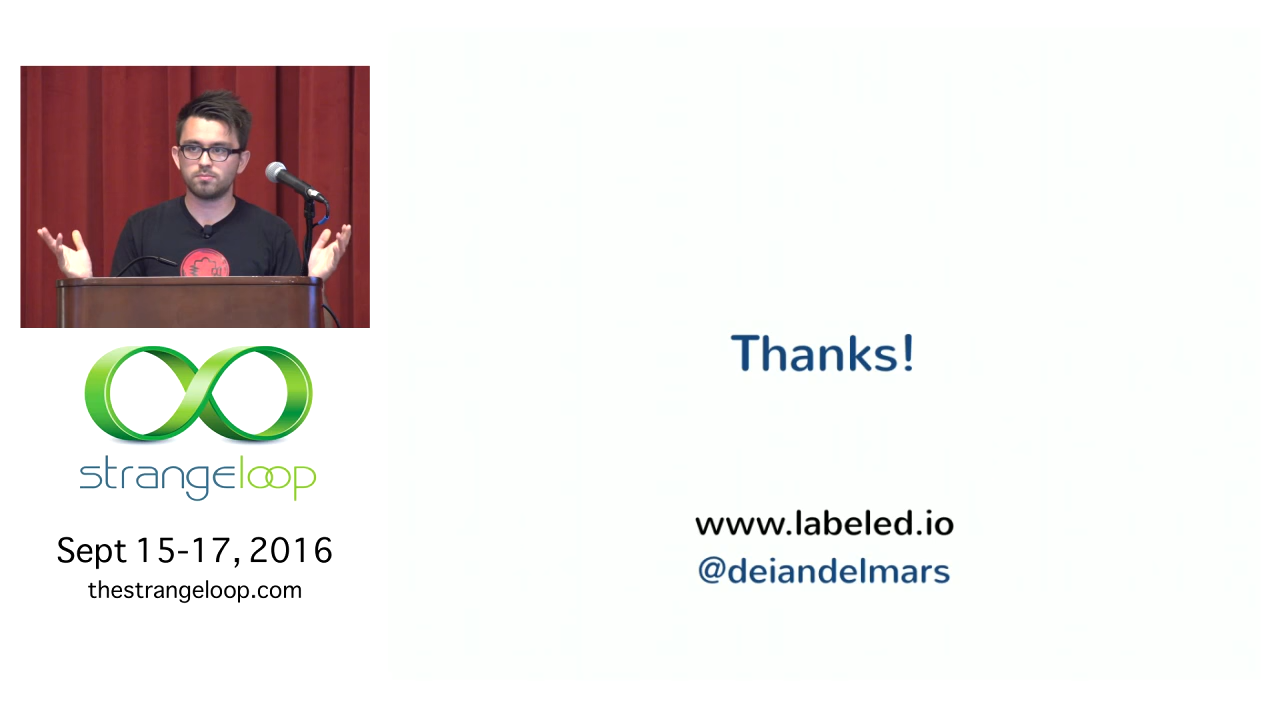 strangeloop
Sept 15-17, 2016
thestrangeloop.com
Thanks!
www.labeled.io
@deiandelmars